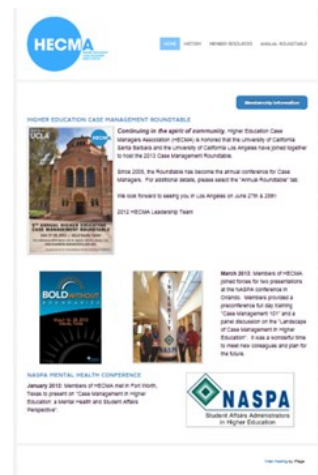 HECMA
HOME HISTORY MEMBER RESOURCES ANNUAL ROUNDTABLE
Membership Information
HIGHER EDUCATION CASE MANAGEMENT ROUNDTABLE
UCLA
HECMA
CASE MANAGEMENT ROUNDTABLE
Continuing in the spirit of community, Higher Education Case
Managers Association (HECMA) is honored that the University of California
Santa Barbara and the University of California Los Angeles have joined together
to host the 2013 Case Management Roundtable.
Since 2005, the Roundtable has become the annual conference for Case
Managers. For additional details, please select the "Annual Roundtable" tab.
We look forward to seeing you in Los Angeles on June 27th & 28th!
2012 HECMA Leadership Team
BOLD WITHOUT
BOUNDARIES
UNIVERSITY
NASPA
March 2013: Members of HECMA
joined forces for two presentations
at the NASPA conference in
Orlando. Members provided a
preconference full day training
"Case Management 101" and a
panel discussion on the "Landscape
of Case Management in Higher
Education". It was a wonderful time
to meet new colleagues and plan for
the future.
NASPA MENTAL HEALTH CONFERENCE
January 2013: Members of HECMA met in Fort Worth,
Texas to present on "Case Management in Higher
Education: a Mental Health and Student Affairs
Perspective".
NASPA
Student Affairs Administrators
in Higher Education